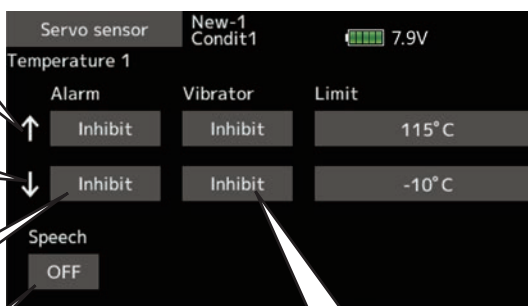 Servo sensor
New-1
Condit1
7.9V
Temperature 1
Alarm Vibrator Limit
↑ Inhibit Inhibit 115°C
↓ Inhibit Inhibit -10°C
Speech
OFF